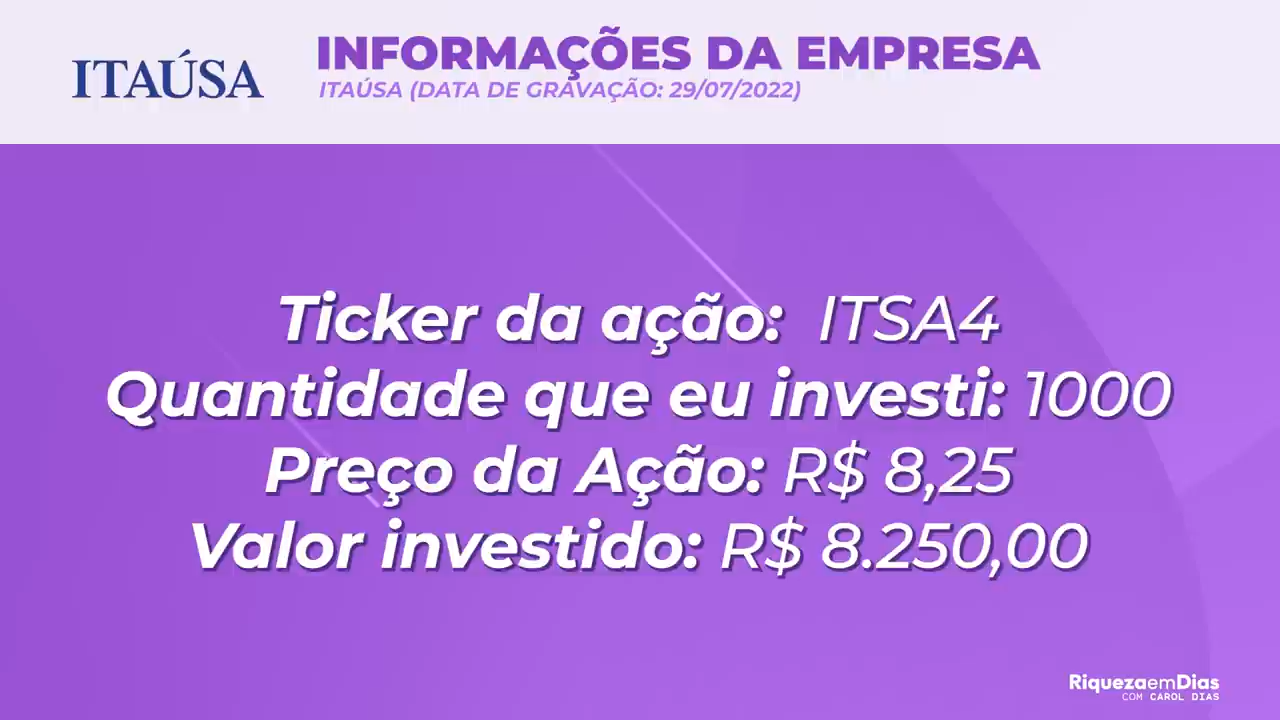 ITAÚSA
INFORMAÇÕES DA EMPRESA
ITAÚSA (DATA DE GRAVAÇÃO: 29/07/2022)
Ticker da ação: ITSA4
Quantidade que eu investi: 1000
Preço da Ação: R$ 8,25
Valor investido: R$ 8.250,00
RiquezaemDias
COM CAROL DIAS